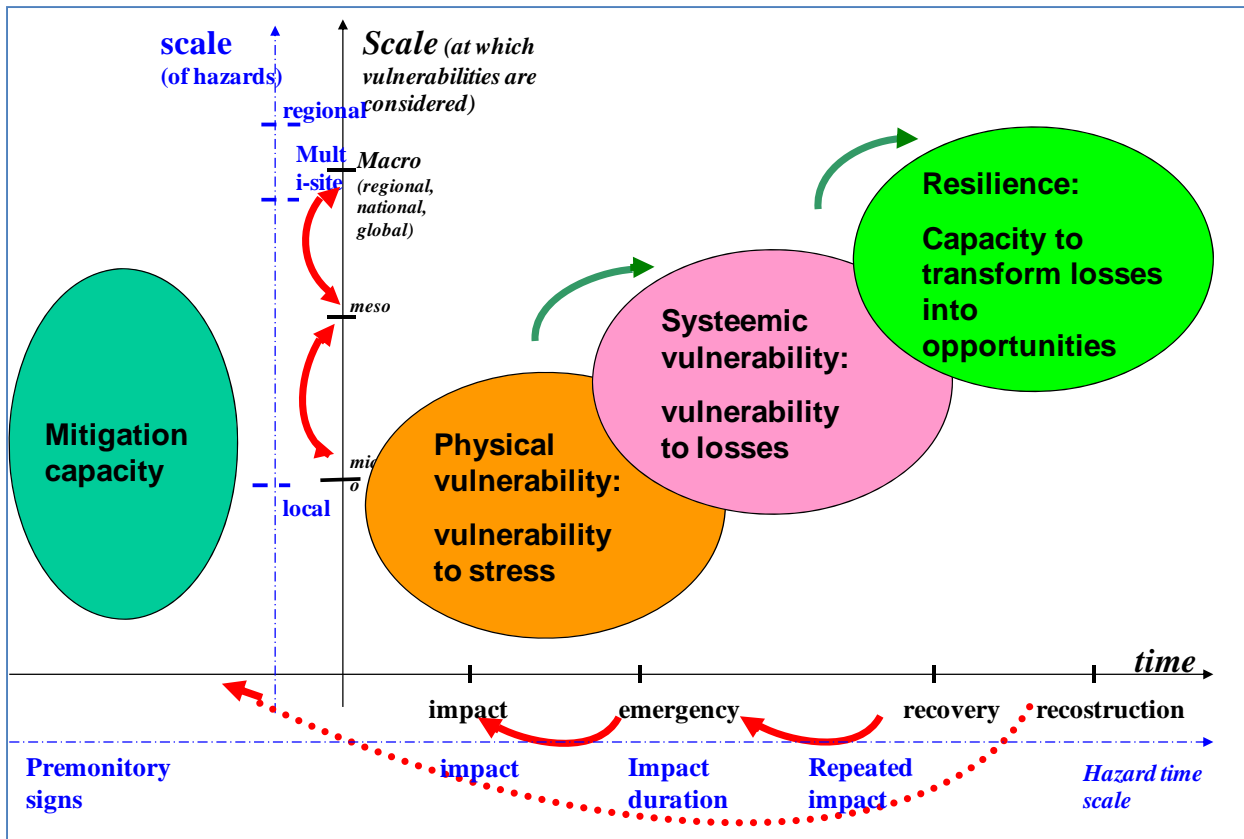 scale
(of hazards)
Scale (at which
vulnerabilities are
considered)
regional
Mult
i-site
Macro
(regional,
national,
global)
meso
o
local
Mitigation
capacity
Physical
vulnerability:
vulnerability
to stress
Systeemic
vulnerability:
vulnerability
to losses
Resilience:
Capacity to
transform losses
into
opportunities
time
impact
emergency
recovery
recostruction
Premonitory
signs
impact
Impact
duration
Repeated
impact
Hazard time
scale